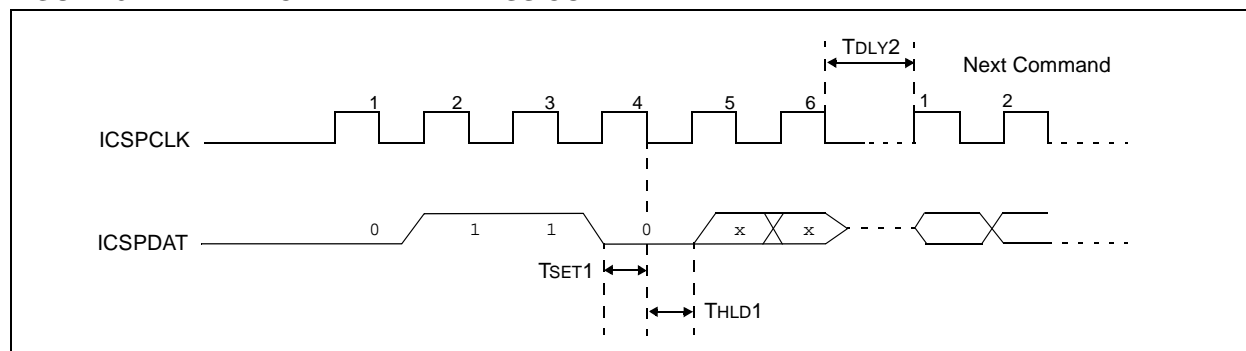 TDLY2
Next Command
1 2 3 4 5 6 1 2
ICSPCLK
0 1 1 0 x x
ICSPDAT
TSET1
THLD1